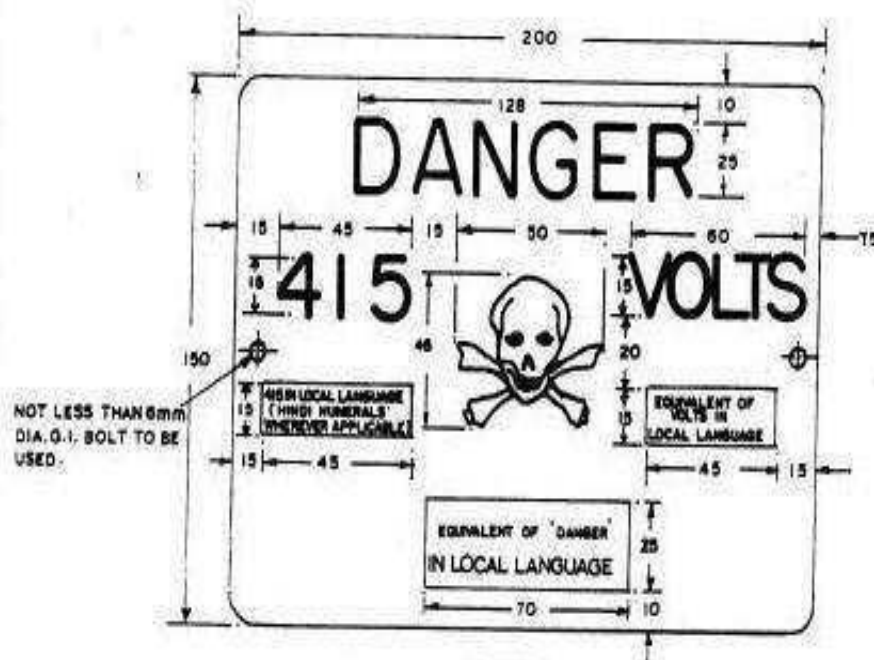 200
128 10
DANGER
25
15 45 15 50 60 15
415 VOLTS
15 15
46 20
150
NOT LESS THAN 6mm
DIA. G.I. BOLT TO BE
USED.
15
415 IN LOCAL LANGUAGE
(HINDI NUMERALS'
WHEREVER APPLICABLE)
EQUIVALENT OF
VOLTS IN
LOCAL LANGUAGE
15
15 45
45 15
EQUIVALENT OF 'DANGER'
IN LOCAL LANGUAGE
25
70 10